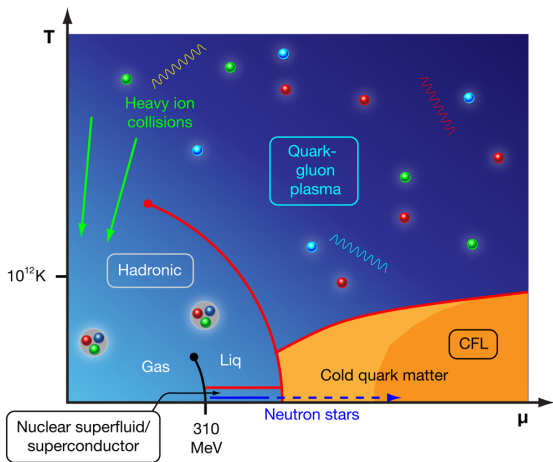 T
Heavy ion
collisions
Quark-
gluon
plasma
10¹²K
Hadronic
Gas
Liq
CFL
Cold quark matter
Neutron stars
μ
Nuclear superfluid/
superconductor
310
MeV